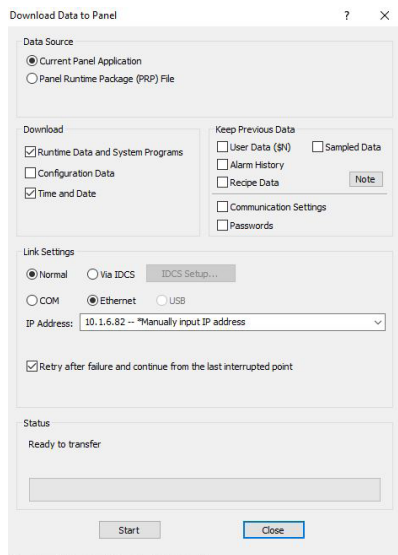 Download Data to Panel
?
Data Source
Current Panel Application
Panel Runtime Package (PRP) File
Download
Runtime Data and System Programs
Configuration Data
Time and Date
Keep Previous Data
User Data ($N) Sampled Data
Alarm History
Recipe Data Note
Communication Settings
Passwords
Link Settings
Normal Via IDCS IDCS Setup...
COM Ethernet USB
IP Address: 10.1.6.82 -- *Manually input IP address
Retry after failure and continue from the last interrupted point
Status
Ready to transfer
Start Close